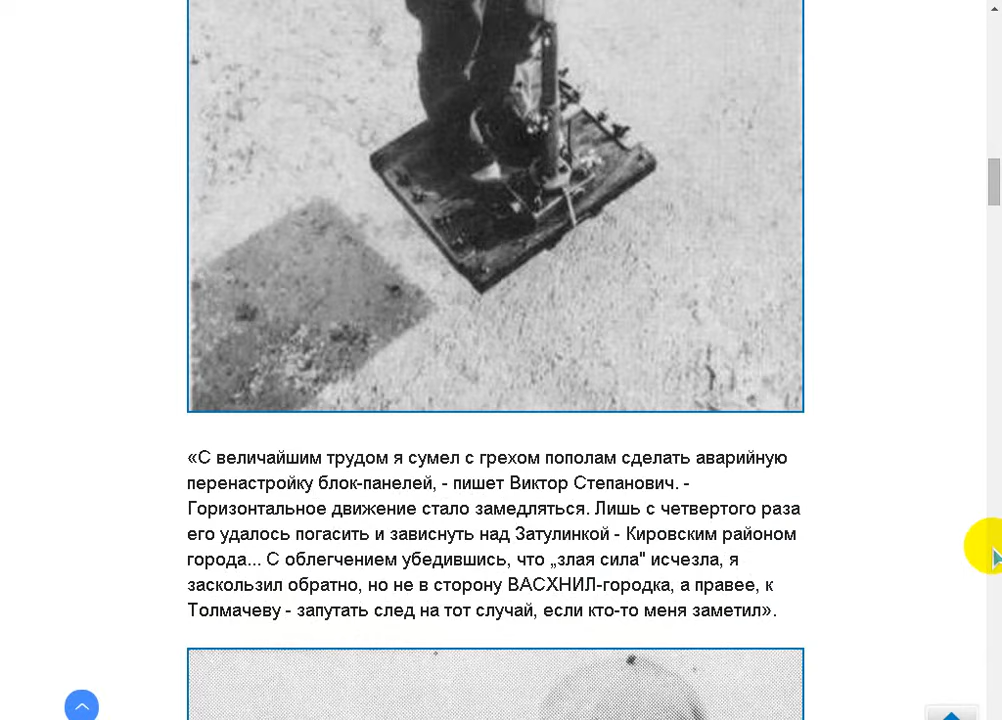 «С величайшим трудом я сумел с грехом пополам сделать аварийную
перенастройку блок-панелей, - пишет Виктор Степанович. -
Горизонтальное движение стало замедляться. Лишь с четвертого раза
его удалось погасить и зависнуть над Затулинкой - Кировским районом
города... С облегчением убедившись, что „злая сила" исчезла, я
заскользил обратно, но не в сторону ВАСХНИЛ-городка, а правее, к
Толмачеву - запутать след на тот случай, если кто-то меня заметил».